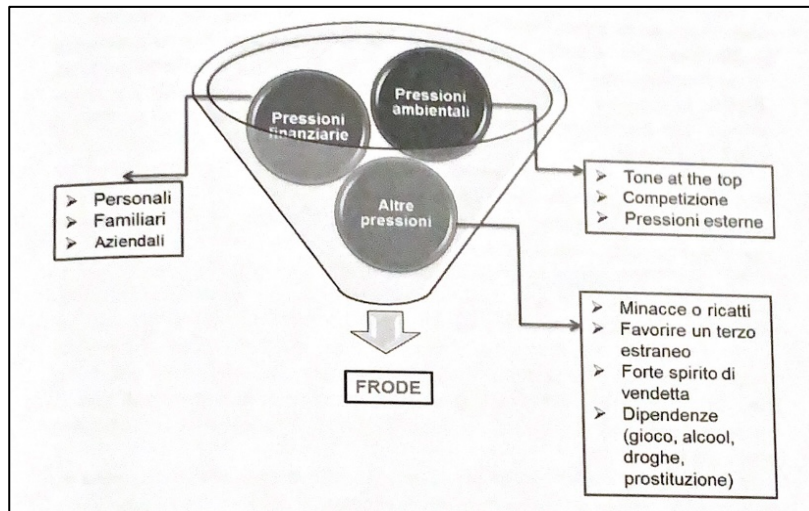 Pressioni
ambientali
Pressioni
finanziarie
Altre
pressioni
➢ Personali
➢ Familiari
➢ Aziendali
➢ Tone at the top
➢ Competizione
➢ Pressioni esterne
➢ Minacce o ricatti
➢ Favorire un terzo
estraneo
➢ Forte spirito di
vendetta
➢ Dipendenze
(gioco, alcool,
droghe,
prostituzione)
FRODE